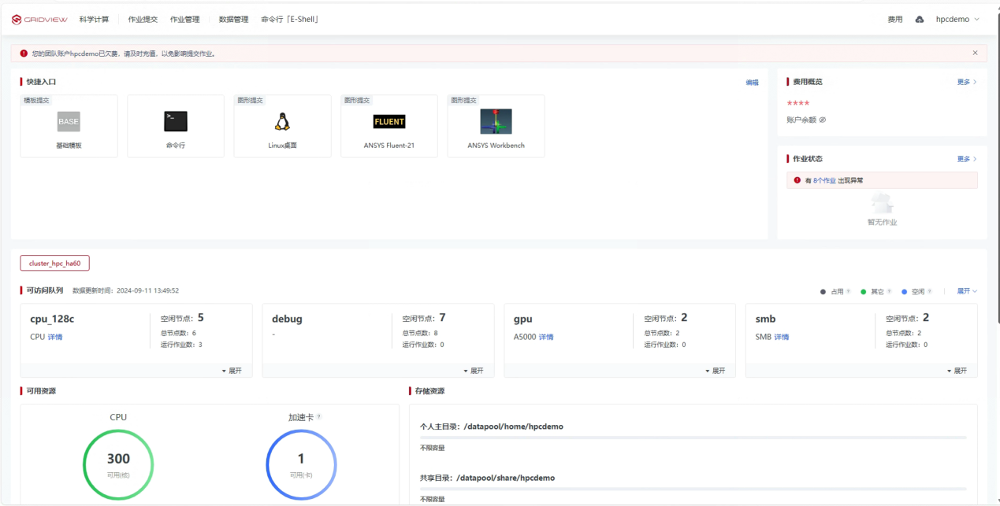 GRIDVIEW 科学计算 作业提交 作业管理 数据管理 命令行「E-Shell」 费用 hpcdemo
您的团队账户hpcdemo已欠费，请及时充值，以免影响提交作业。
快捷入口 编辑
模板提交 图形提交 图形提交 图形提交
BASE >_ FLUENT
基础模板 命令行 Linux桌面 ANSYS Fluent-21 ANSYS Workbench
费用概览 更多
****
账户余额
作业状态 更多
有 8个作业 出现异常
暂无作业
cluster_hpc_ha60
可访问队列 数据更新时间：2024-09-11 13:49:52 占用 ? 其它 ? 空闲 ? 展开
cpu_128c
CPU 详情
空闲节点：5
总节点数：6
运行作业数：3
展开
debug
-
空闲节点：7
总节点数：8
运行作业数：0
展开
gpu
A5000 详情
空闲节点：2
总节点数：2
运行作业数：0
展开
smb
SMB 详情
空闲节点：2
总节点数：2
运行作业数：0
展开
可用资源
CPU 加速卡 ?
300 1
可用(核) 可用(卡)
存储资源
个人主目录：/datapool/home/hpcdemo
不限容量
共享目录：/datapool/share/hpcdemo
不限容量